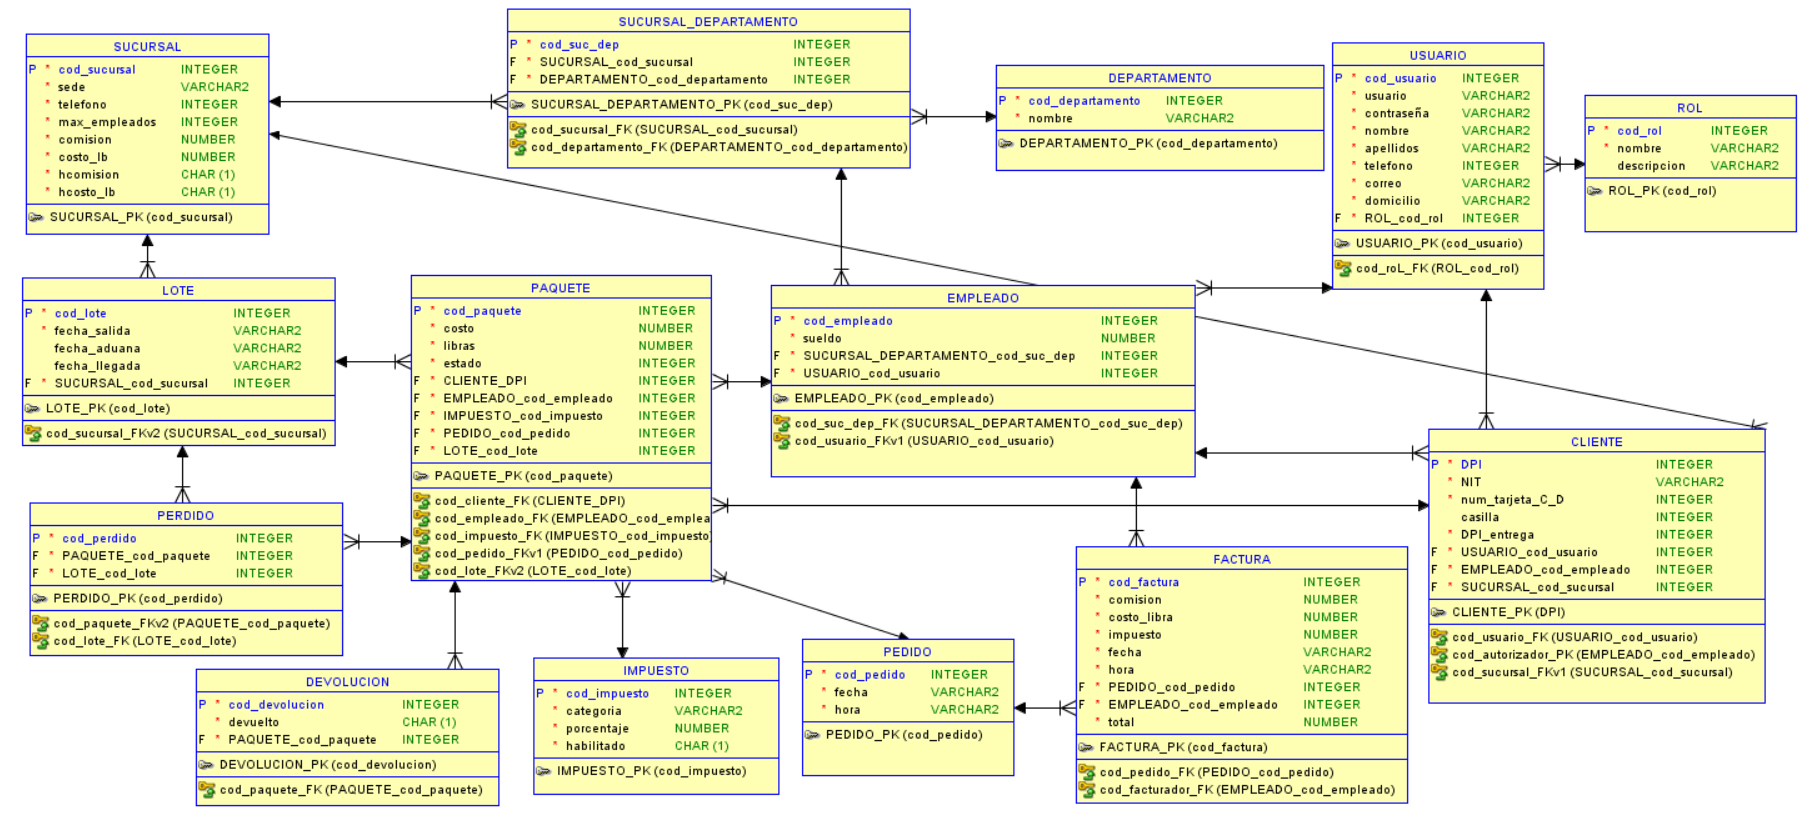 SUCURSAL
P * cod_sucursal INTEGER
* sede VARCHAR2
* telefono INTEGER
* max_empleados INTEGER
* comision NUMBER
* costo_lb NUMBER
* hcomision CHAR (1)
* hcosto_lb CHAR (1)
SUCURSAL_PK (cod_sucursal)
SUCURSAL_DEPARTAMENTO
P * cod_suc_dep INTEGER
F * SUCURSAL_cod_sucursal INTEGER
F * DEPARTAMENTO_cod_departamento INTEGER
SUCURSAL_DEPARTAMENTO_PK (cod_suc_dep)
cod_sucursal_FK (SUCURSAL_cod_sucursal)
cod_departamento_FK (DEPARTAMENTO_cod_departamento)
DEPARTAMENTO
P * cod_departamento INTEGER
* nombre VARCHAR2
DEPARTAMENTO_PK (cod_departamento)
USUARIO
P * cod_usuario INTEGER
* usuario VARCHAR2
* contraseña VARCHAR2
* nombre VARCHAR2
* apellidos VARCHAR2
* telefono INTEGER
* correo VARCHAR2
* domicilio VARCHAR2
F * ROL_cod_rol INTEGER
USUARIO_PK (cod_usuario)
cod_roL_FK (ROL_cod_rol)
ROL
P * cod_rol INTEGER
* nombre VARCHAR2
descripcion VARCHAR2
ROL_PK (cod_rol)
LOTE
P * cod_lote INTEGER
* fecha_salida VARCHAR2
fecha_aduana VARCHAR2
fecha_llegada VARCHAR2
F * SUCURSAL_cod_sucursal INTEGER
LOTE_PK (cod_lote)
cod_sucursal_FKv2 (SUCURSAL_cod_sucursal)
PAQUETE
P * cod_paquete INTEGER
* costo NUMBER
* libras NUMBER
* estado INTEGER
F * CLIENTE_DPI INTEGER
F * EMPLEADO_cod_empleado INTEGER
F * IMPUESTO_cod_impuesto INTEGER
F * PEDIDO_cod_pedido INTEGER
F * LOTE_cod_lote INTEGER
PAQUETE_PK (cod_paquete)
cod_cliente_FK (CLIENTE_DPI)
cod_empleado_FK (EMPLEADO_cod_emplea
cod_impuesto_FK (IMPUESTO_cod_impuesto
cod_pedido_FKv1 (PEDIDO_cod_pedido)
cod_lote_FKv2 (LOTE_cod_lote)
EMPLEADO
P * cod_empleado INTEGER
* sueldo NUMBER
F * SUCURSAL_DEPARTAMENTO_cod_suc_dep INTEGER
F * USUARIO_cod_usuario INTEGER
EMPLEADO_PK (cod_empleado)
cod_suc_dep_FK (SUCURSAL_DEPARTAMENTO_cod_suc_dep)
cod_usuario_FKv1 (USUARIO_cod_usuario)
CLIENTE
P * DPI INTEGER
* NIT VARCHAR2
* num_tarjeta_C_D INTEGER
casilla INTEGER
* DPI_entrega INTEGER
F * USUARIO_cod_usuario INTEGER
F * EMPLEADO_cod_empleado INTEGER
F * SUCURSAL_cod_sucursal INTEGER
CLIENTE_PK (DPI)
cod_usuario_FK (USUARIO_cod_usuario)
cod_autorizador_PK (EMPLEADO_cod_empleado)
cod_sucursal_FKv1 (SUCURSAL_cod_sucursal)
PERDIDO
P * cod_perdido INTEGER
F * PAQUETE_cod_paquete INTEGER
F * LOTE_cod_lote INTEGER
PERDIDO_PK (cod_perdido)
cod_paquete_FKv2 (PAQUETE_cod_paquete)
cod_lote_FK (LOTE_cod_lote)
DEVOLUCION
P * cod_devolucion INTEGER
* devuelto CHAR (1)
F * PAQUETE_cod_paquete INTEGER
DEVOLUCION_PK (cod_devolucion)
cod_paquete_FK (PAQUETE_cod_paquete)
IMPUESTO
P * cod_impuesto INTEGER
* categoria VARCHAR2
* porcentaje NUMBER
* habilitado CHAR (1)
IMPUESTO_PK (cod_impuesto)
PEDIDO
P * cod_pedido INTEGER
* fecha VARCHAR2
* hora VARCHAR2
PEDIDO_PK (cod_pedido)
FACTURA
P * cod_factura INTEGER
* comision NUMBER
* costo_libra NUMBER
* impuesto NUMBER
* fecha VARCHAR2
* hora VARCHAR2
F * PEDIDO_cod_pedido INTEGER
F * EMPLEADO_cod_empleado INTEGER
* total NUMBER
FACTURA_PK (cod_factura)
cod_pedido_FK (PEDIDO_cod_pedido)
cod_facturador_FK (EMPLEADO_cod_empleado)